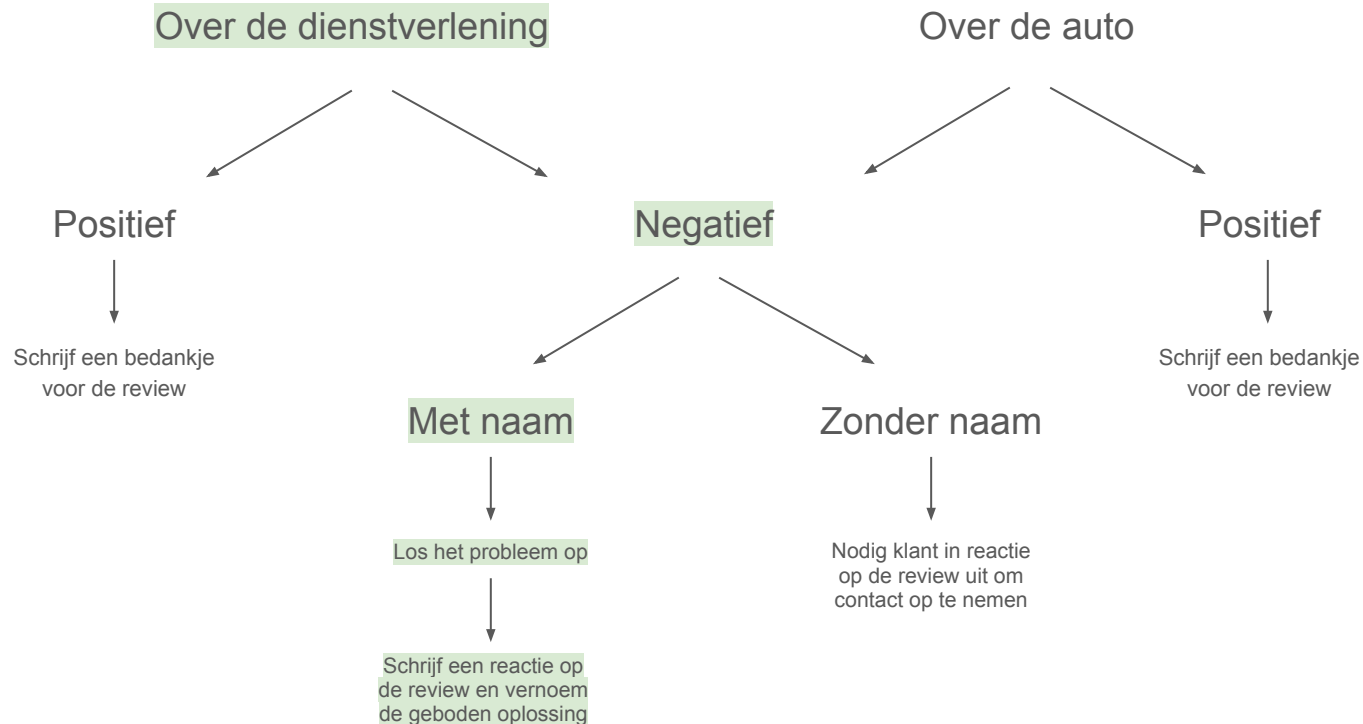 Over de dienstverlening
Over de auto
Positief
Negatief
Positief
Schrijf een bedankje
voor de review
Schrijf een bedankje
voor de review
Met naam
Zonder naam
Los het probleem op
Nodig klant in reactie
op de review uit om
contact op te nemen
Schrijf een reactie op
de review en vernoem
de geboden oplossing